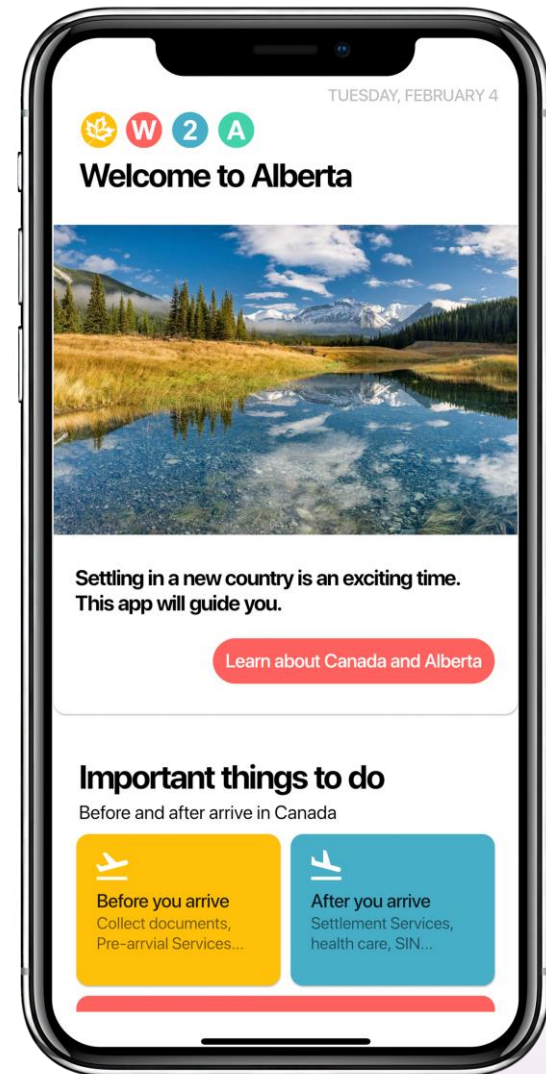 TUESDAY, FEBRUARY 4
W 2 A
Welcome to Alberta
Settling in a new country is an exciting time.
This app will guide you.
Learn about Canada and Alberta
Important things to do
Before and after arrive in Canada
Before you arrive
Collect documents,
Pre-arrvial Services...
After you arrive
Settlement Services,
health care, SIN...